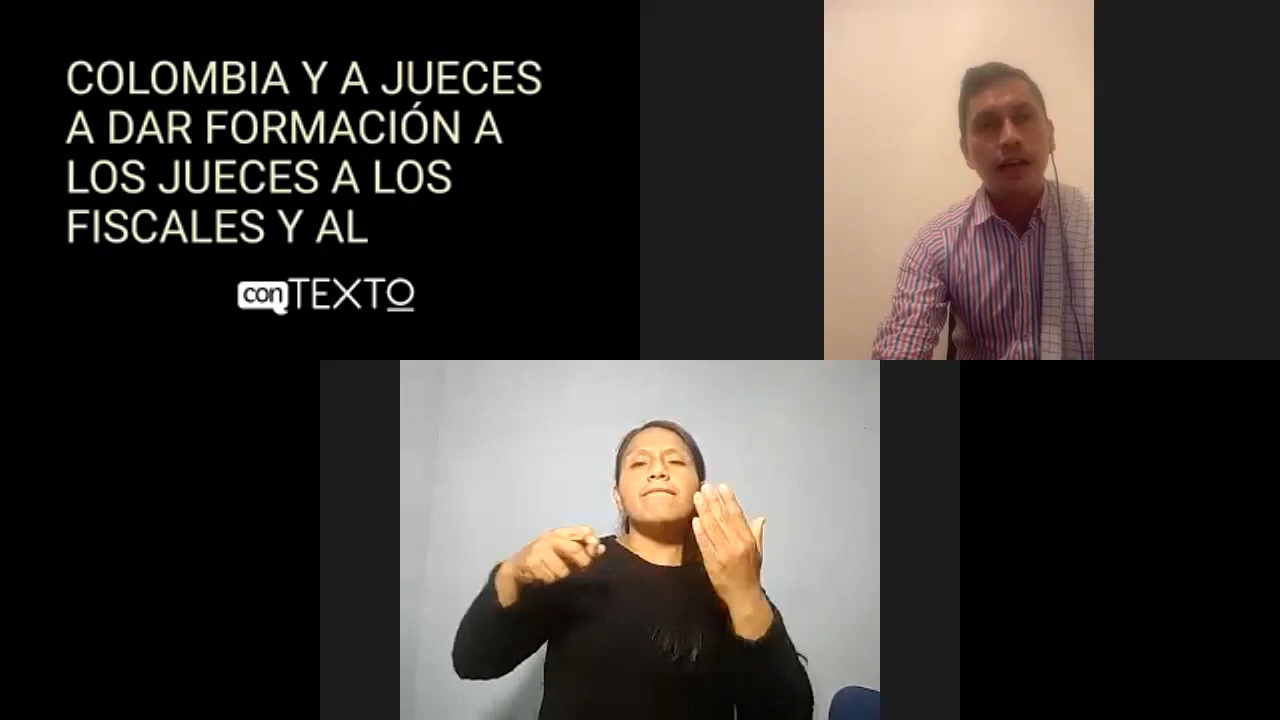 COLOMBIA Y A JUECES
A DAR FORMACIÓN A
LOS JUECES A LOS
FISCALES Y AL
conTEXTO